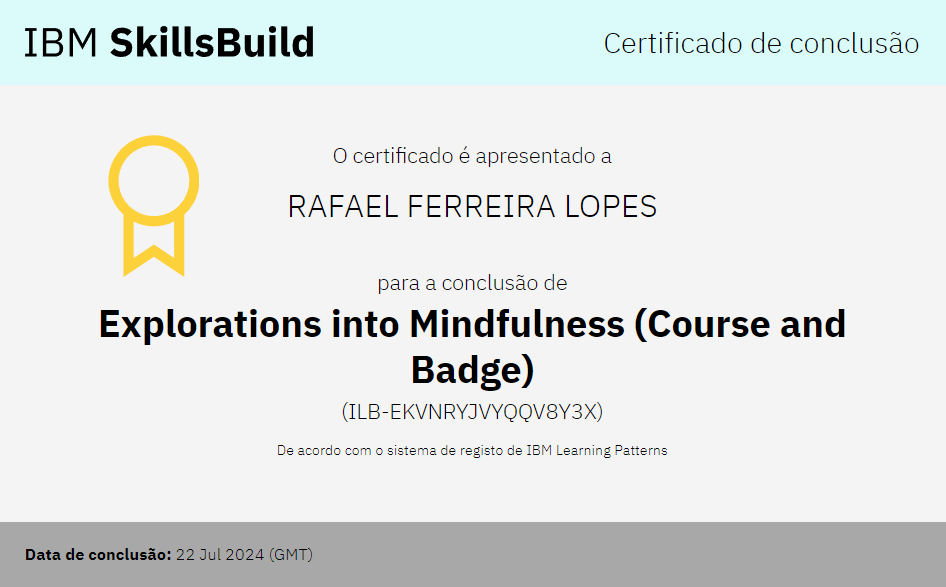 IBM SkillsBuild
Certificado de conclusão
O certificado é apresentado a
RAFAEL FERREIRA LOPES
para a conclusão de
Explorations into Mindfulness (Course and
Badge)
(ILB-EKVNRYJVYQQV8Y3X)
De acordo com o sistema de registo de IBM Learning Patterns
Data de conclusão: 22 Jul 2024 (GMT)